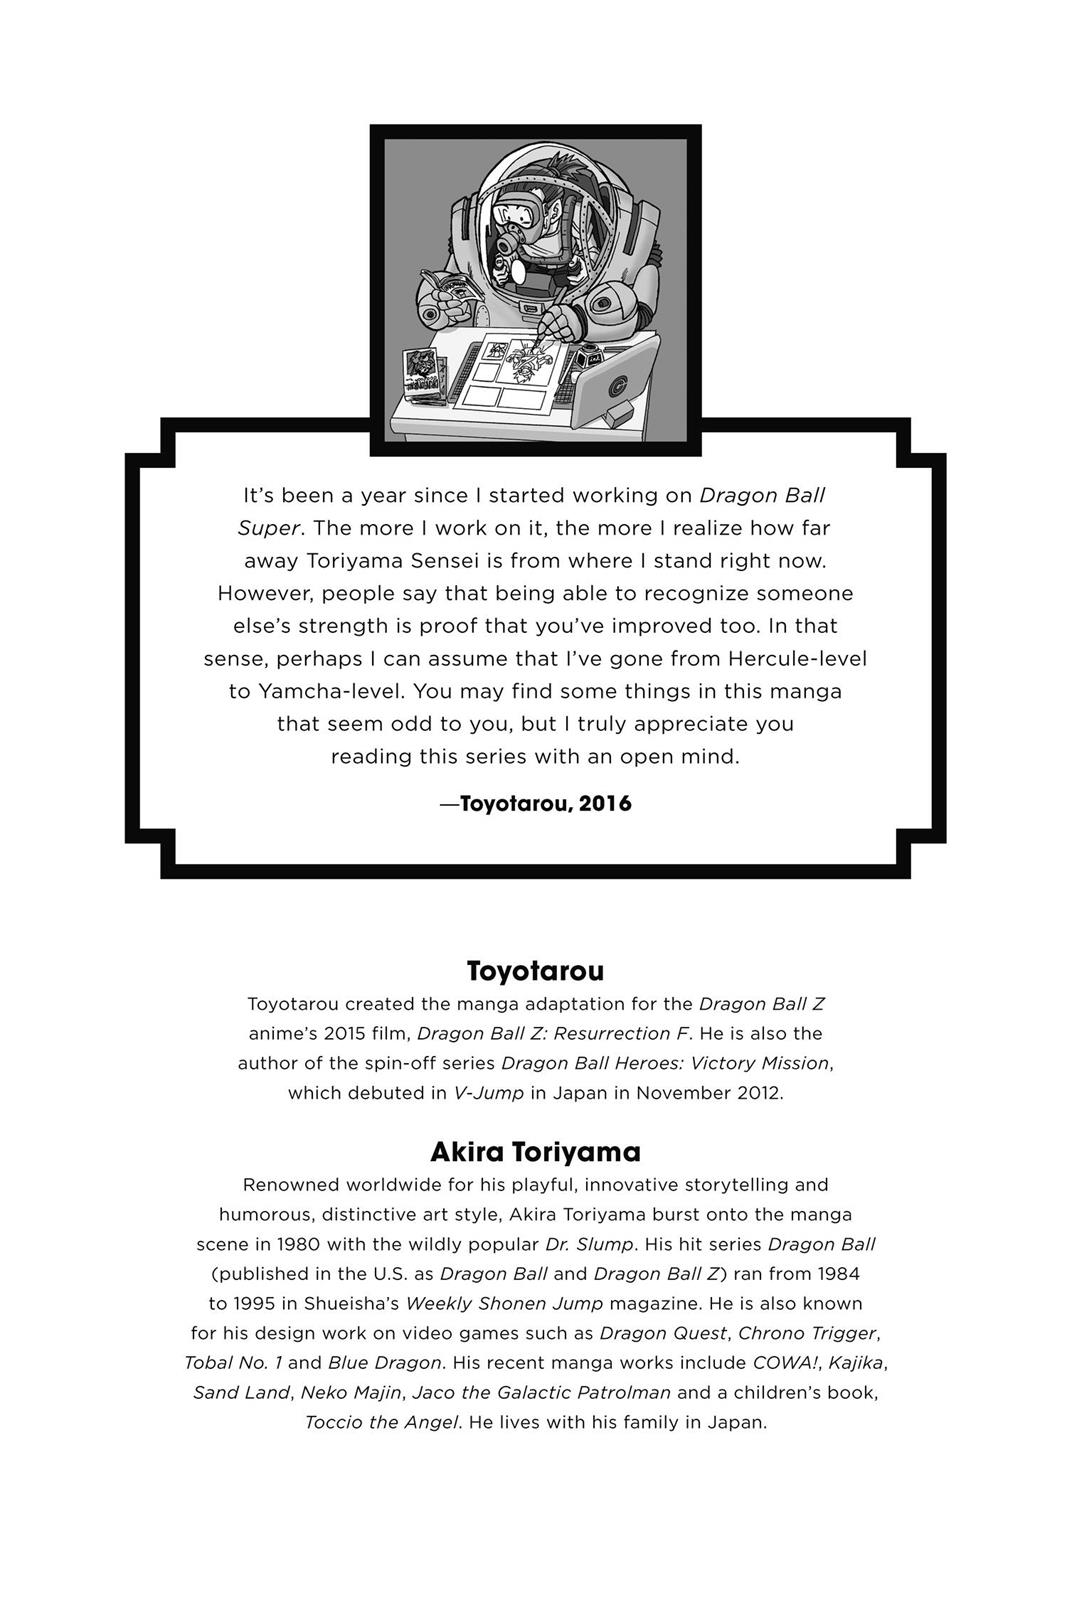 It's been a year since I started working on Dragon Ball
Super. The more I work on it, the more I realize how far
away Toriyama Sensei is from where I stand right now.
However, people say that being able to recognize someone
else's strength is proof that you've improved too. In that
sense, perhaps I can assume that I've gone from Hercule-level
to Yamcha-level. You may find some things in this manga
that seem odd to you, but I truly appreciate you
reading this series with an open mind.
—Toyotarou, 2016
Toyotarou
Toyotarou created the manga adaptation for the Dragon Ball Z
anime's 2015 film, Dragon Ball Z: Resurrection F. He is also the
author of the spin-off series Dragon Ball Heroes: Victory Mission,
which debuted in V-Jump in Japan in November 2012.
Akira Toriyama
Renowned worldwide for his playful, innovative storytelling and
humorous, distinctive art style, Akira Toriyama burst onto the manga
scene in 1980 with the wildly popular Dr. Slump. His hit series Dragon Ball
(published in the U.S. as Dragon Ball and Dragon Ball Z) ran from 1984
to 1995 in Shueisha's Weekly Shonen Jump magazine. He is also known
for his design work on video games such as Dragon Quest, Chrono Trigger,
Tobal No. 1 and Blue Dragon. His recent manga works include COWA!, Kajika,
Sand Land, Neko Majin, Jaco the Galactic Patrolman and a children's book,
Toccio the Angel. He lives with his family in Japan.